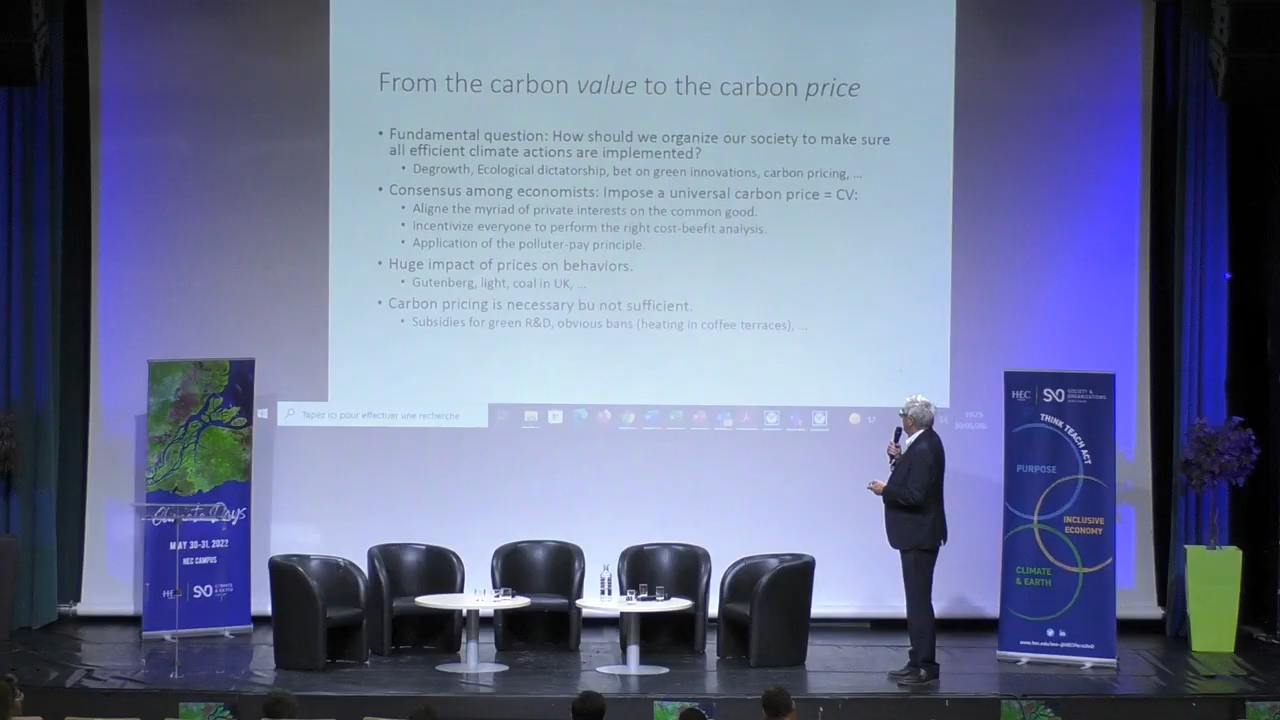 From the carbon value to the carbon price
• Fundamental question: How should we organize our society to make sure
all efficient climate actions are implemented?
• Degrowth, Ecological dictatorship, bet on green innovations, carbon pricing, ...
• Consensus among economists: Impose a universal carbon price = CV:
• Aligne the myriad of private interests on the common good.
• Incentivize everyone to perform the right cost-beefit analysis.
• Application of the polluter-pay principle.
• Huge impact of prices on behaviors.
• Gutenberg, light, coal in UK, ...
• Carbon pricing is necessary bu not sufficient.
• Subsidies for green R&D, obvious bans (heating in coffee terraces), ...
Tapez ici pour effectuer une recherche
17
Climate Days
MAY 30-31, 2022
HEC CAMPUS
HEC
HEC
SOCIETY &
ORGANIZATIONS
THINK TEACH ACT
PURPOSE
INCLUSIVE
ECONOMY
CLIMATE
& EARTH